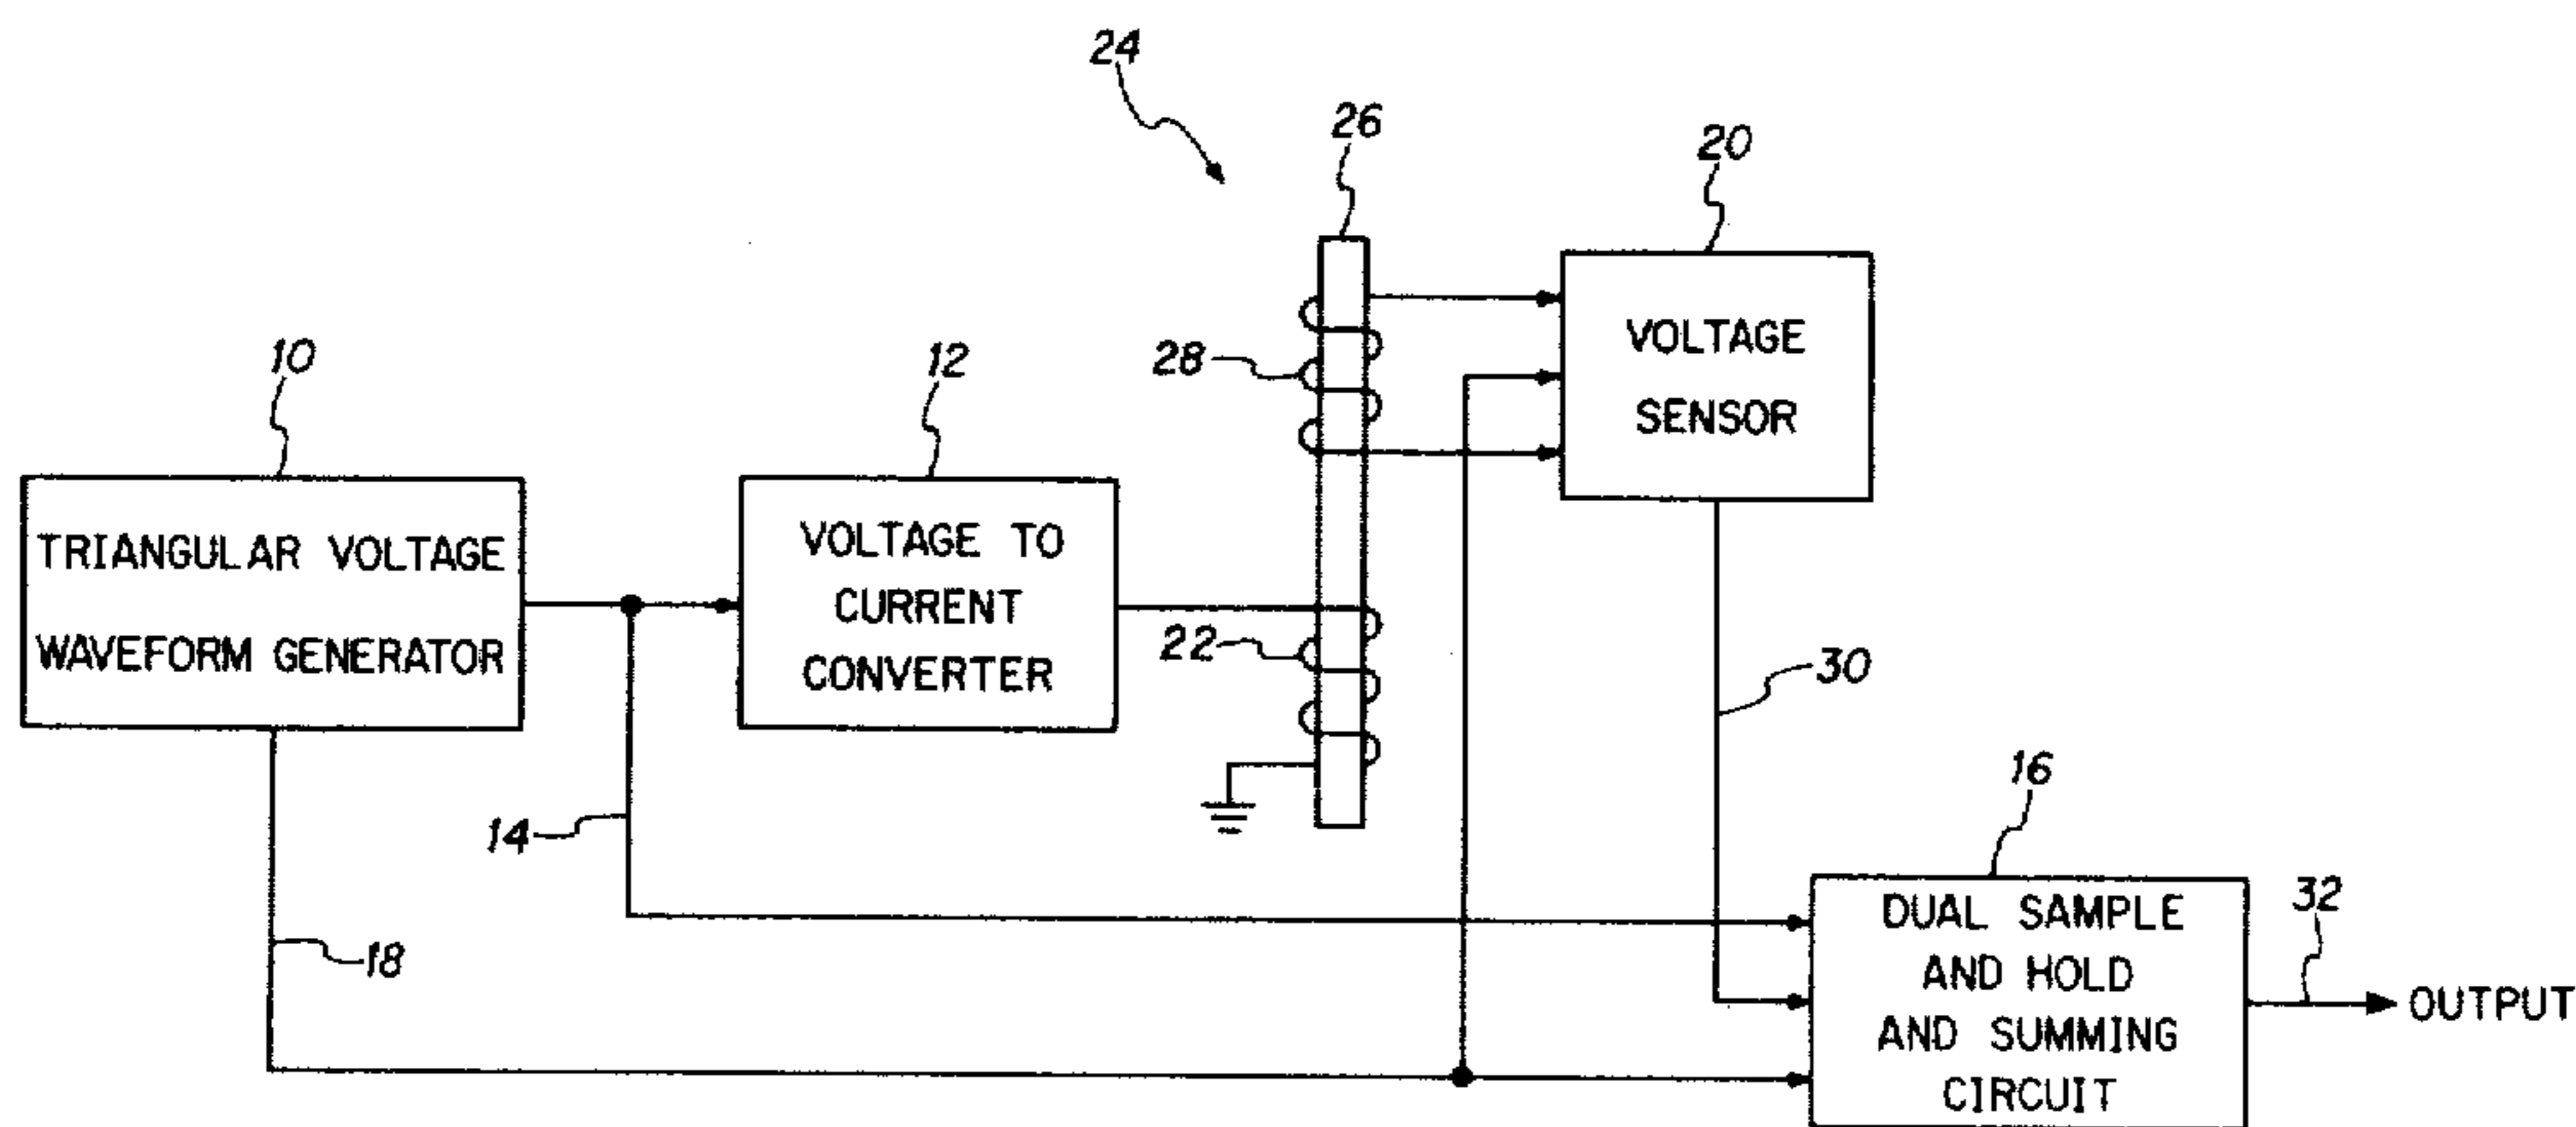 24
26
20
10
12
28
VOLTAGE
SENSOR
TRIANGULAR VOLTAGE
WAVEFORM GENERATOR
VOLTAGE TO
CURRENT
CONVERTER
22
30
14
16
18
DUAL SAMPLE
AND HOLD
AND SUMMING
CIRCUIT
32
OUTPUT